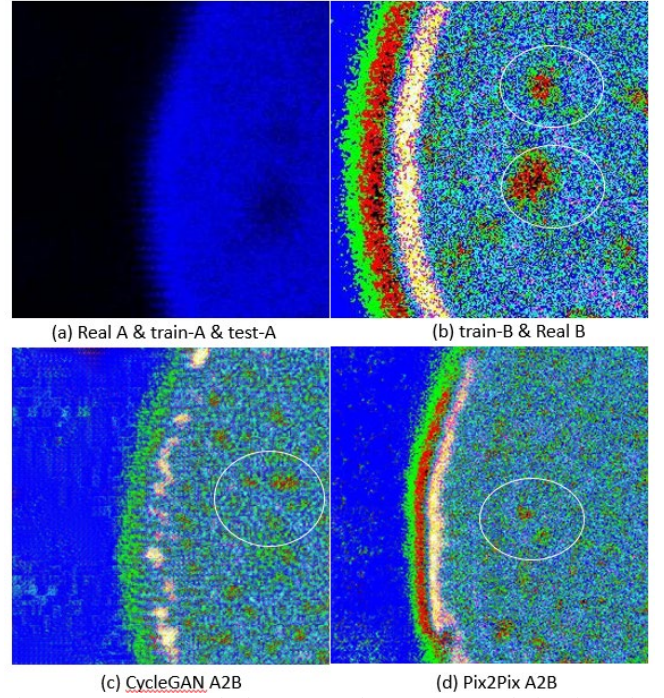 (a) Real A & train-A & test-A
(b) train-B & Real B
(c) CycleGAN A2B
(d) Pix2Pix A2B